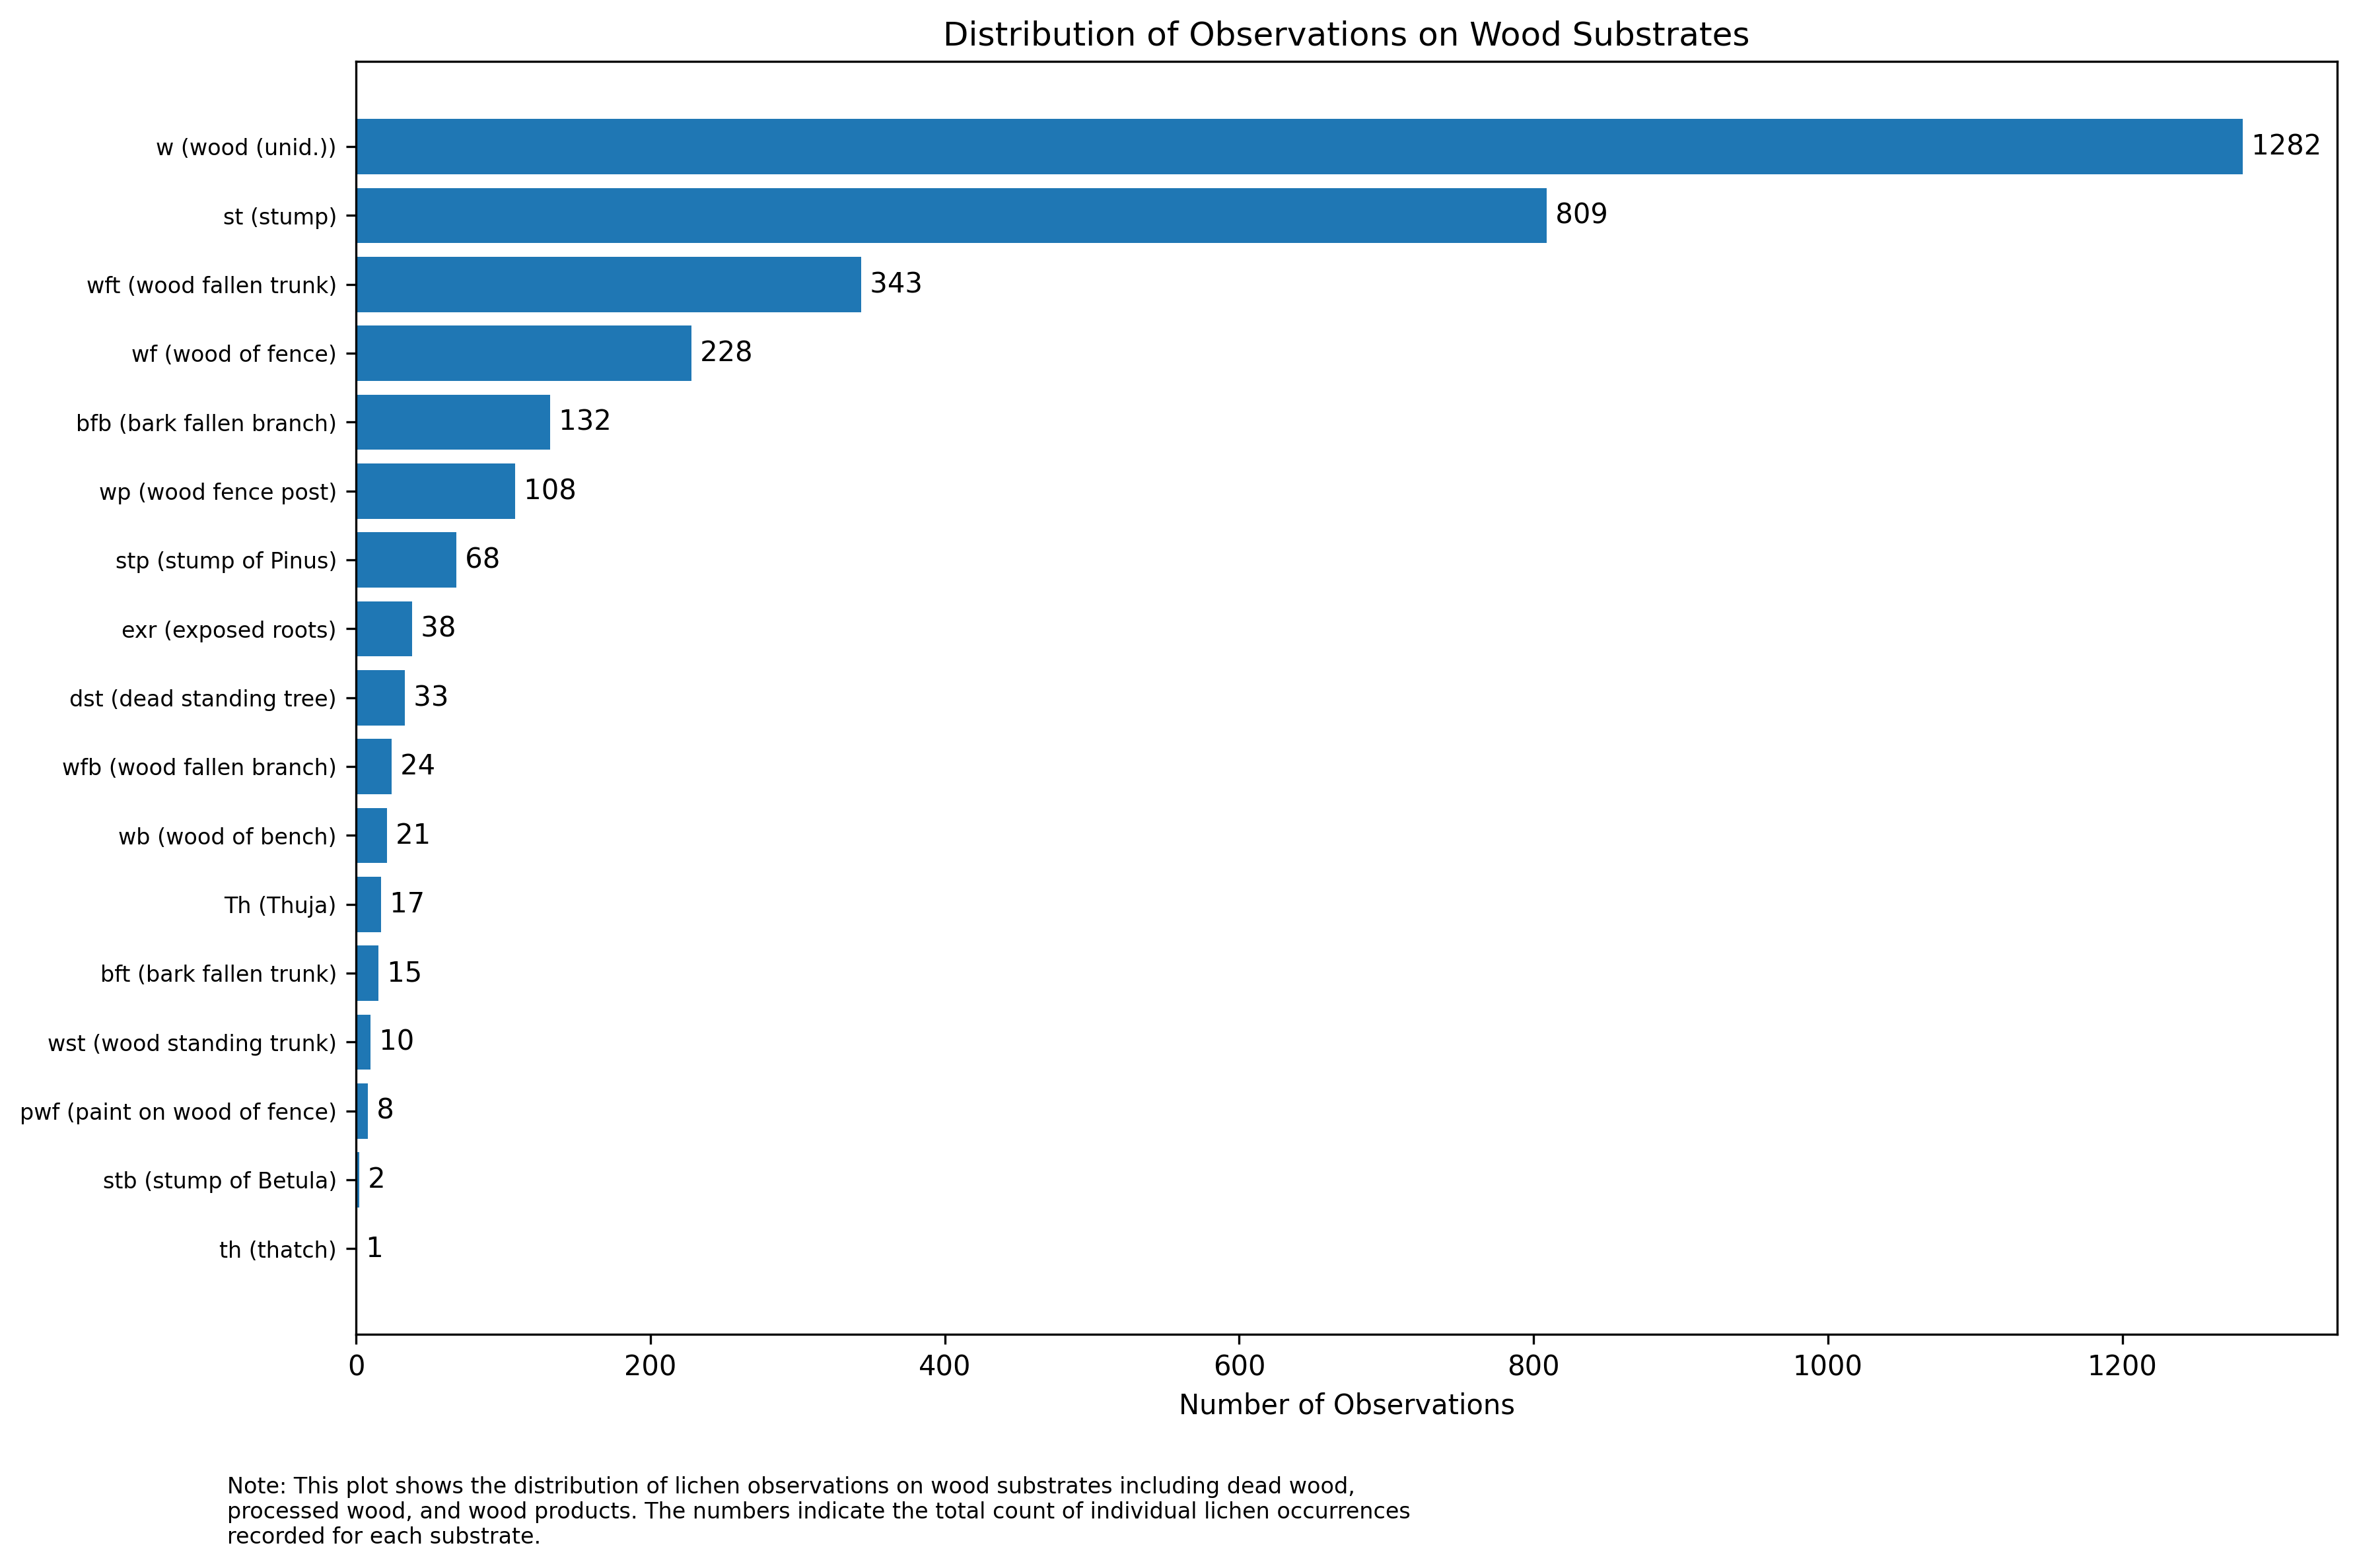 Distribution of Observations on Wood Substrates
w (wood (unid.)) 1282
st (stump) 809
wft (wood fallen trunk) 343
wf (wood of fence) 228
bfb (bark fallen branch) 132
wp (wood fence post) 108
stp (stump of Pinus) 68
exr (exposed roots) 38
dst (dead standing tree) 33
wfb (wood fallen branch) 24
wb (wood of bench) 21
Th (Thuja) 17
bft (bark fallen trunk) 15
wst (wood standing trunk) 10
pwf (paint on wood of fence) 8
stb (stump of Betula) 2
th (thatch) 1
0 200 400 600 800 1000 1200
Number of Observations
Note: This plot shows the distribution of lichen observations on wood substrates including dead wood,
processed wood, and wood products. The numbers indicate the total count of individual lichen occurrences
recorded for each substrate.